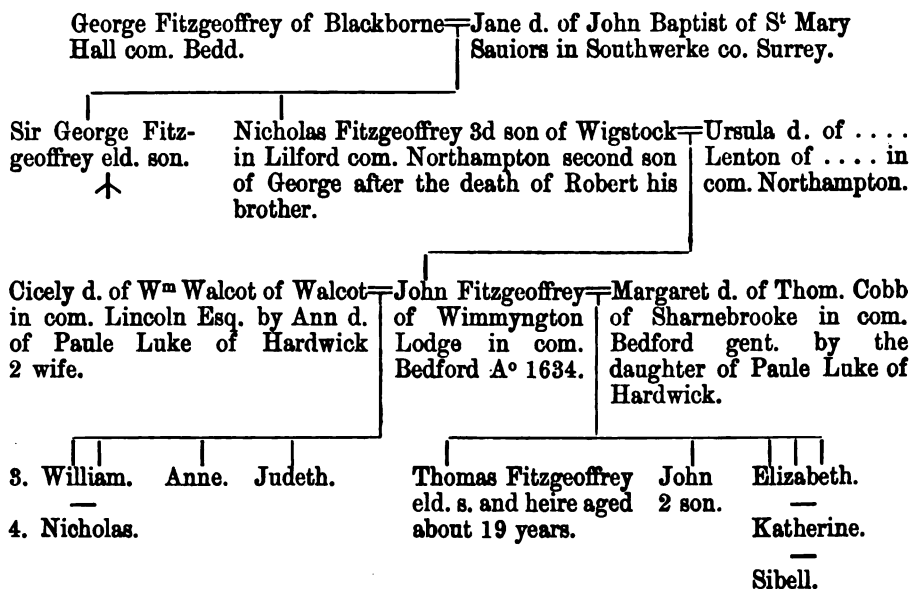 George Fitzgeoffrey of Blackborne
Hall com. Bedd.
Jane d. of John Baptist of Sᵗ Mary
Sauiors in Southwerke co. Surrey.
Sir George Fitz-
geoffrey eld. son.
Nicholas Fitzgeoffrey 3d son of Wigstock
in Lilford com. Northampton second son
of George after the death of Robert his
brother.
Ursula d. of ....
Lenton of .... in
com. Northampton.
Cicely d. of Wᵐ Walcot of Walcot
in com. Lincoln Esq. by Ann d.
of Paule Luke of Hardwick
2 wife.
John Fitzgeoffrey
of Wimmyngton
Lodge in com.
Bedford Aº 1634.
Margaret d. of Thom. Cobb
of Sharnebrooke in com.
Bedford gent. by the
daughter of Paule Luke of
Hardwick.
3. William.
4. Nicholas.
Anne.
Judeth.
Thomas Fitzgeoffrey
eld. s. and heire aged
about 19 years.
John
2 son.
Elizabeth.
Katherine.
Sibell.